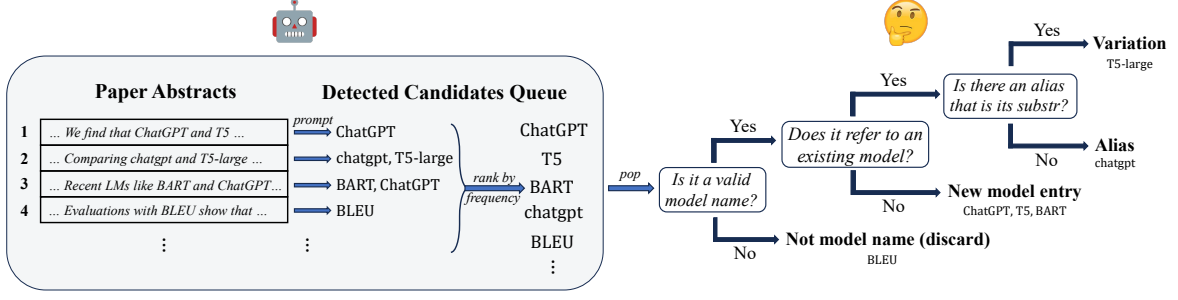 Paper Abstracts
Detected Candidates Queue
1
... We find that ChatGPT and T5 ...
prompt
ChatGPT
2
... Comparing chatgpt and T5-large ...
chatgpt, T5-large
3
... Recent LMs like BART and ChatGPT...
BART, ChatGPT
4
... Evaluations with BLEU show that ...
BLEU
rank by
frequency
ChatGPT
T5
BART
chatgpt
BLEU
pop
Is it a valid
model name?
Yes
No
Not model name (discard)
BLEU
Does it refer to an
existing model?
Yes
No
New model entry
ChatGPT, T5, BART
Is there an alias
that is its substr?
Yes
Variation
T5-large
No
Alias
chatgpt